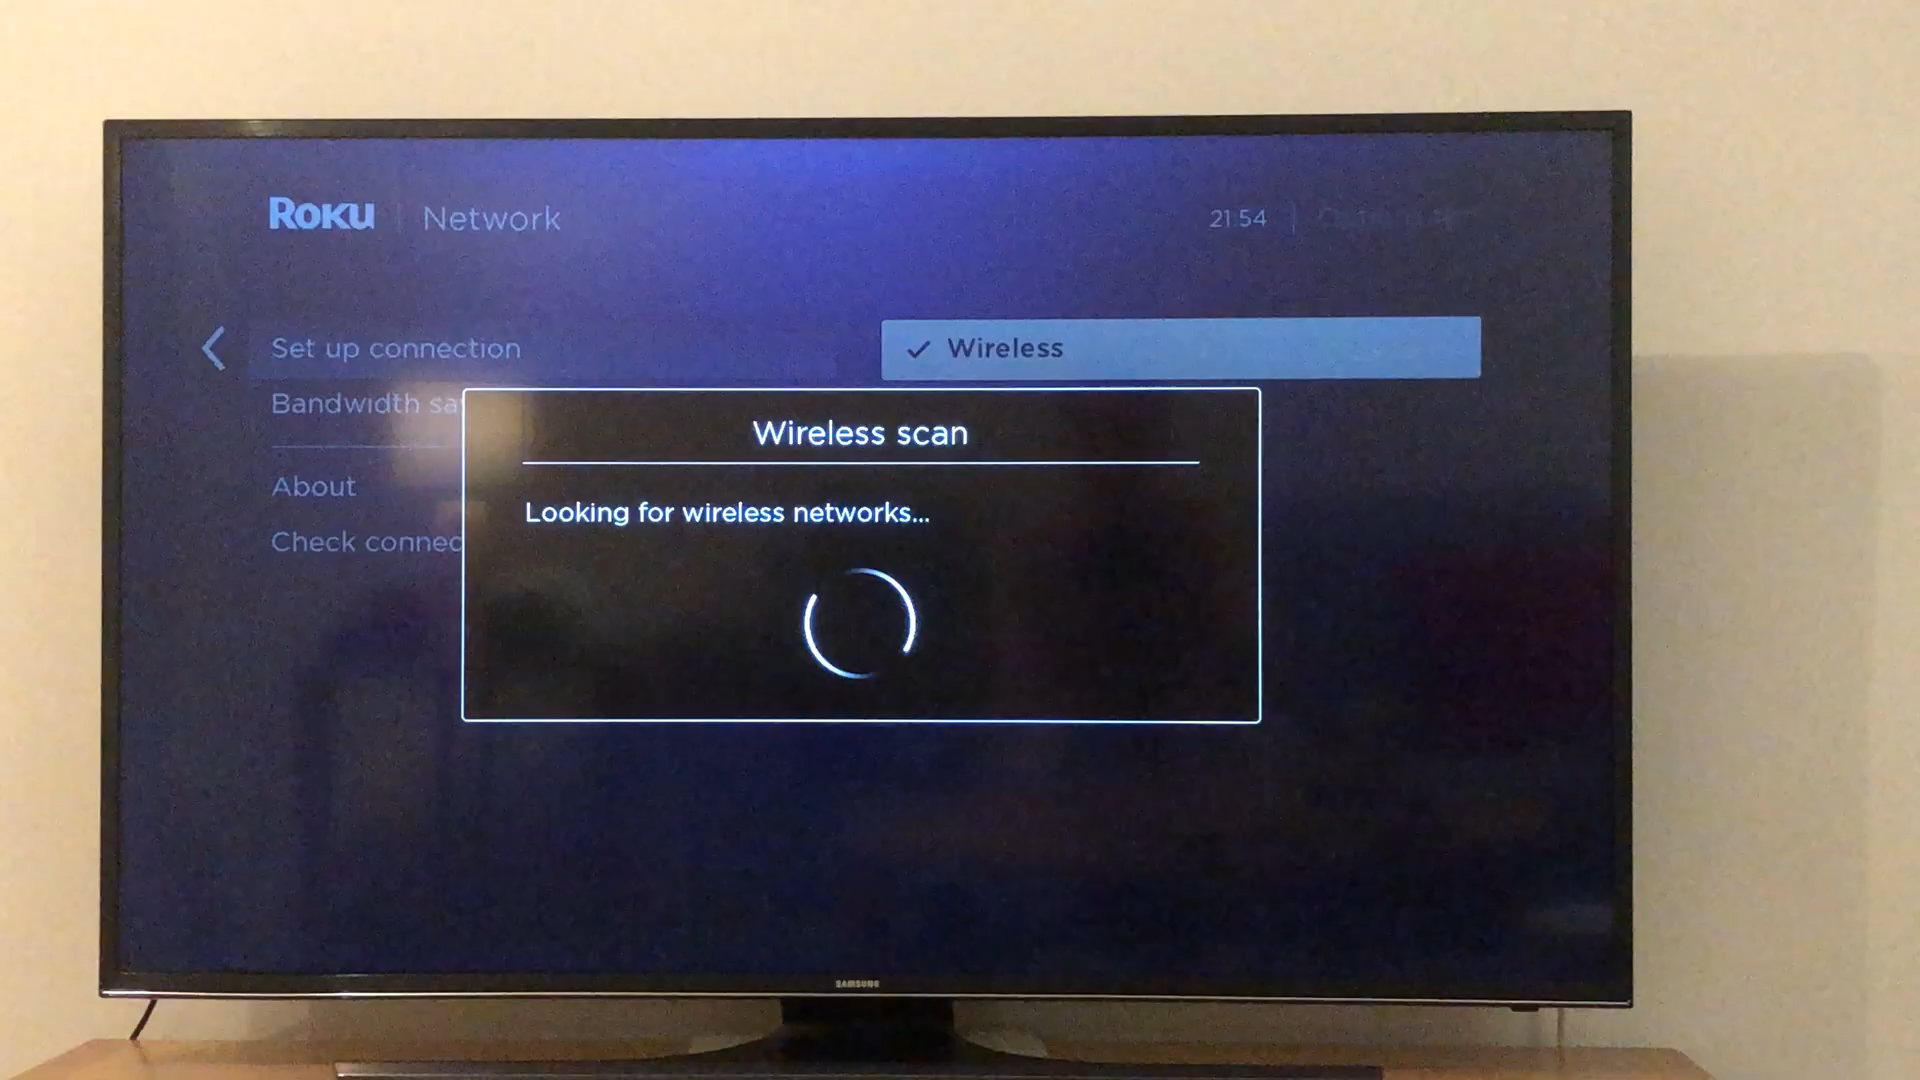 Roku | Network
21:54
Set up connection
✓ Wireless
Bandwidth sa
About
Check connec
Wireless scan
Looking for wireless networks...
SAMSUNG